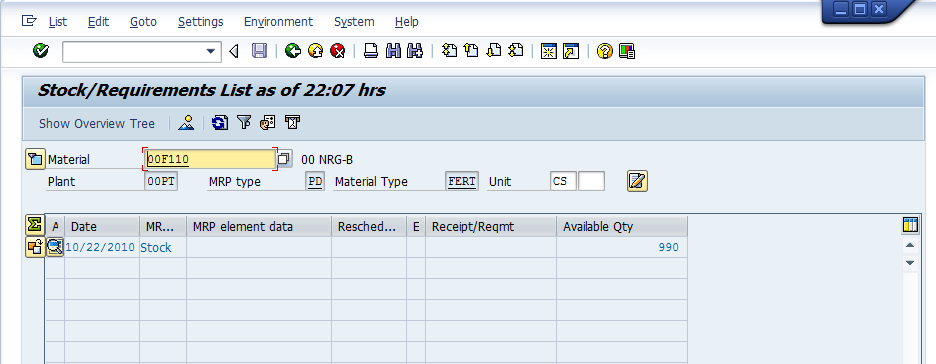 List Edit Goto Settings Environment System Help
Stock/Requirements List as of 22:07 hrs
Show Overview Tree
Material 00F110 00 NRG-B
Plant 00PT MRP type PD Material Type FERT Unit CS
A Date MR... MRP element data Resched... E Receipt/Reqmt Available Qty
10/22/2010 Stock 990